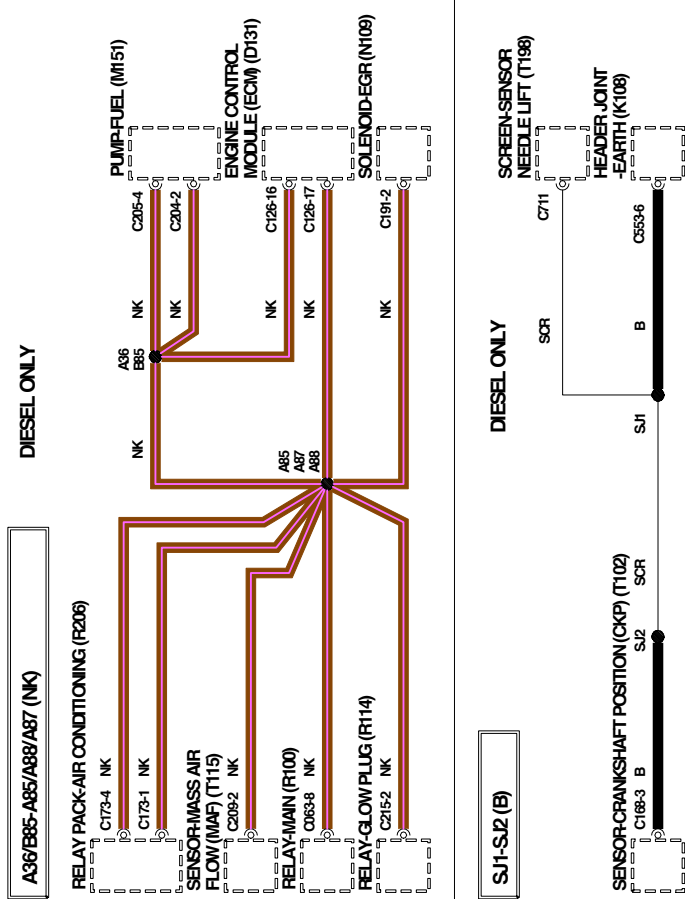 A36/B85-A85/A88/A87 (NK)
DIESEL ONLY
RELAY PACK-AIR CONDITIONING (R206)
C173-4 NK
C173-1 NK
SENSOR-MASS AIR
FLOW (MAF) (T115)
C209-2 NK
RELAY-MAIN (R100)
C063-8 NK
RELAY-GLOW PLUG (R114)
C215-2 NK
A85
A87
A88
NK
A36
B85
PUMP-FUEL (M151)
NK C205-4
NK C204-2
ENGINE CONTROL
MODULE (ECM) (D131)
NK C126-16
NK C126-17
SOLENOID-EGR (N109)
NK C191-2
SJ1-SJ2 (B)
DIESEL ONLY
SENSOR-CRANKSHAFT POSITION (CKP) (T102)
C168-3 B
SJ2
SCR
SJ1
SCREEN-SENSOR
NEEDLE LIFT (T198)
SCR C711
HEADER JOINT
-EARTH (K108)
B C553-6